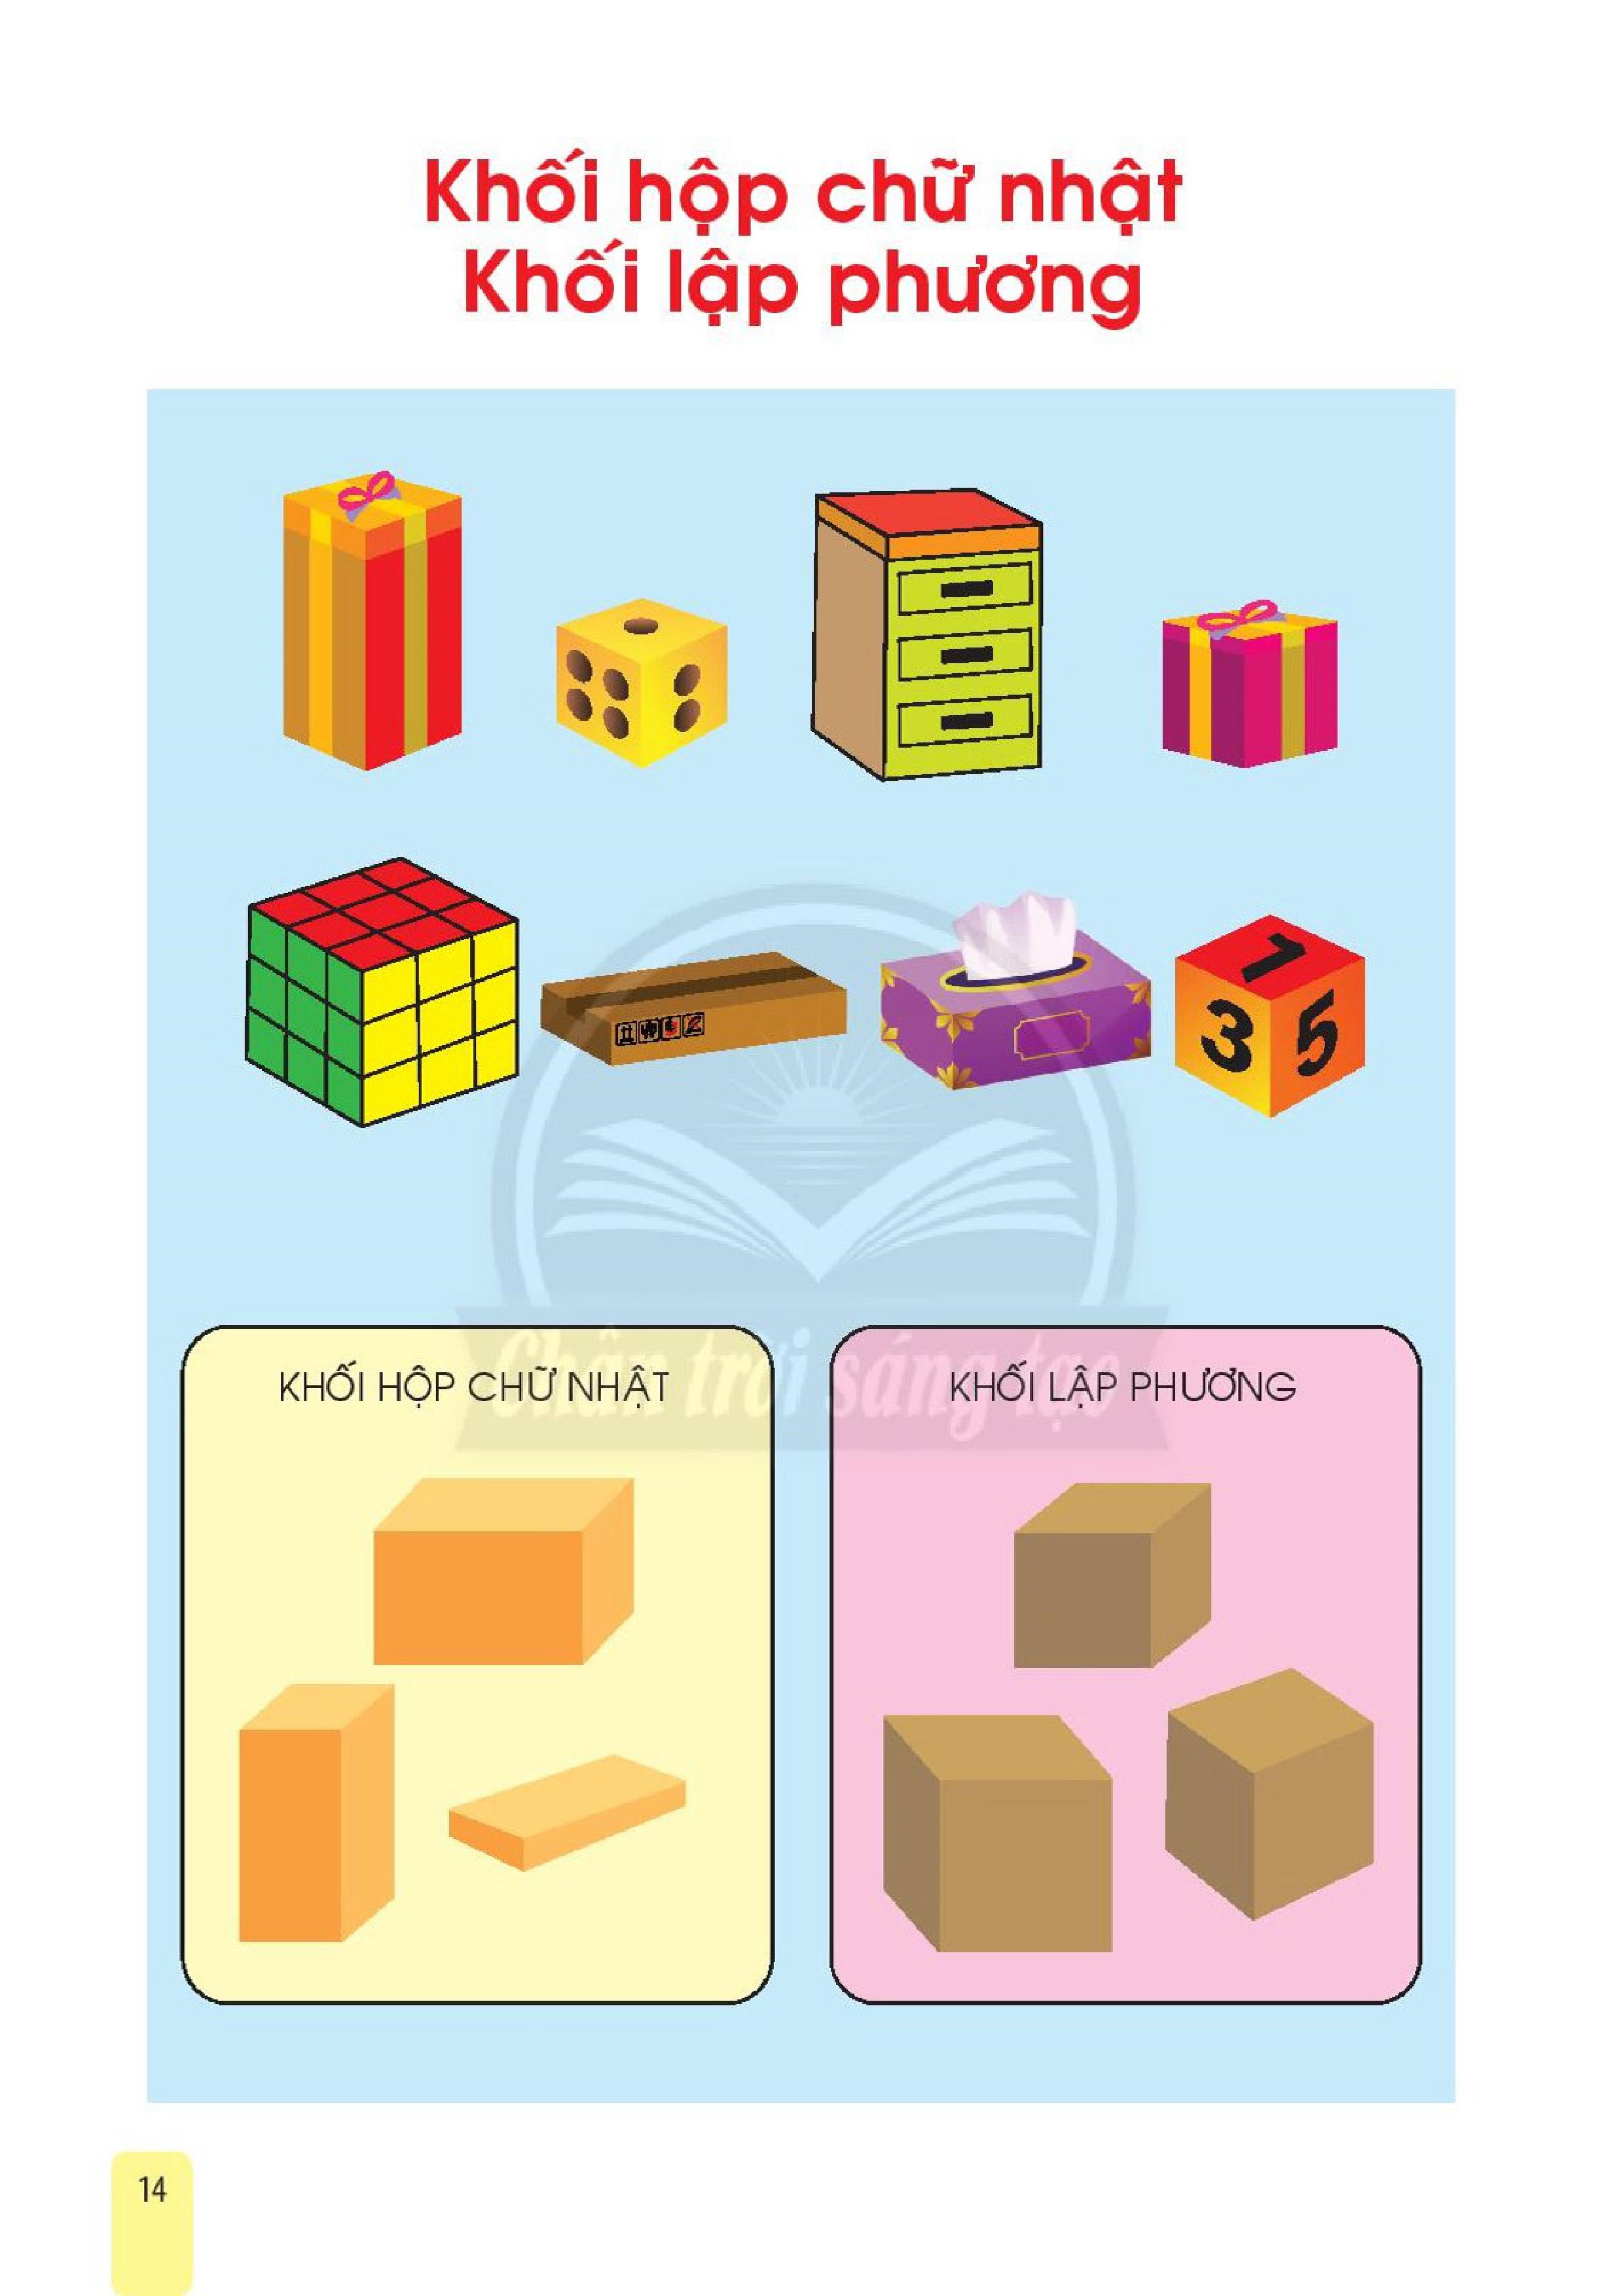 Khối hộp chữ nhật
Khối lập phương
1
3 5
Chân trời sáng tạo
KHỐI HỘP CHỮ NHẬT
KHỐI LẬP PHƯƠNG
14